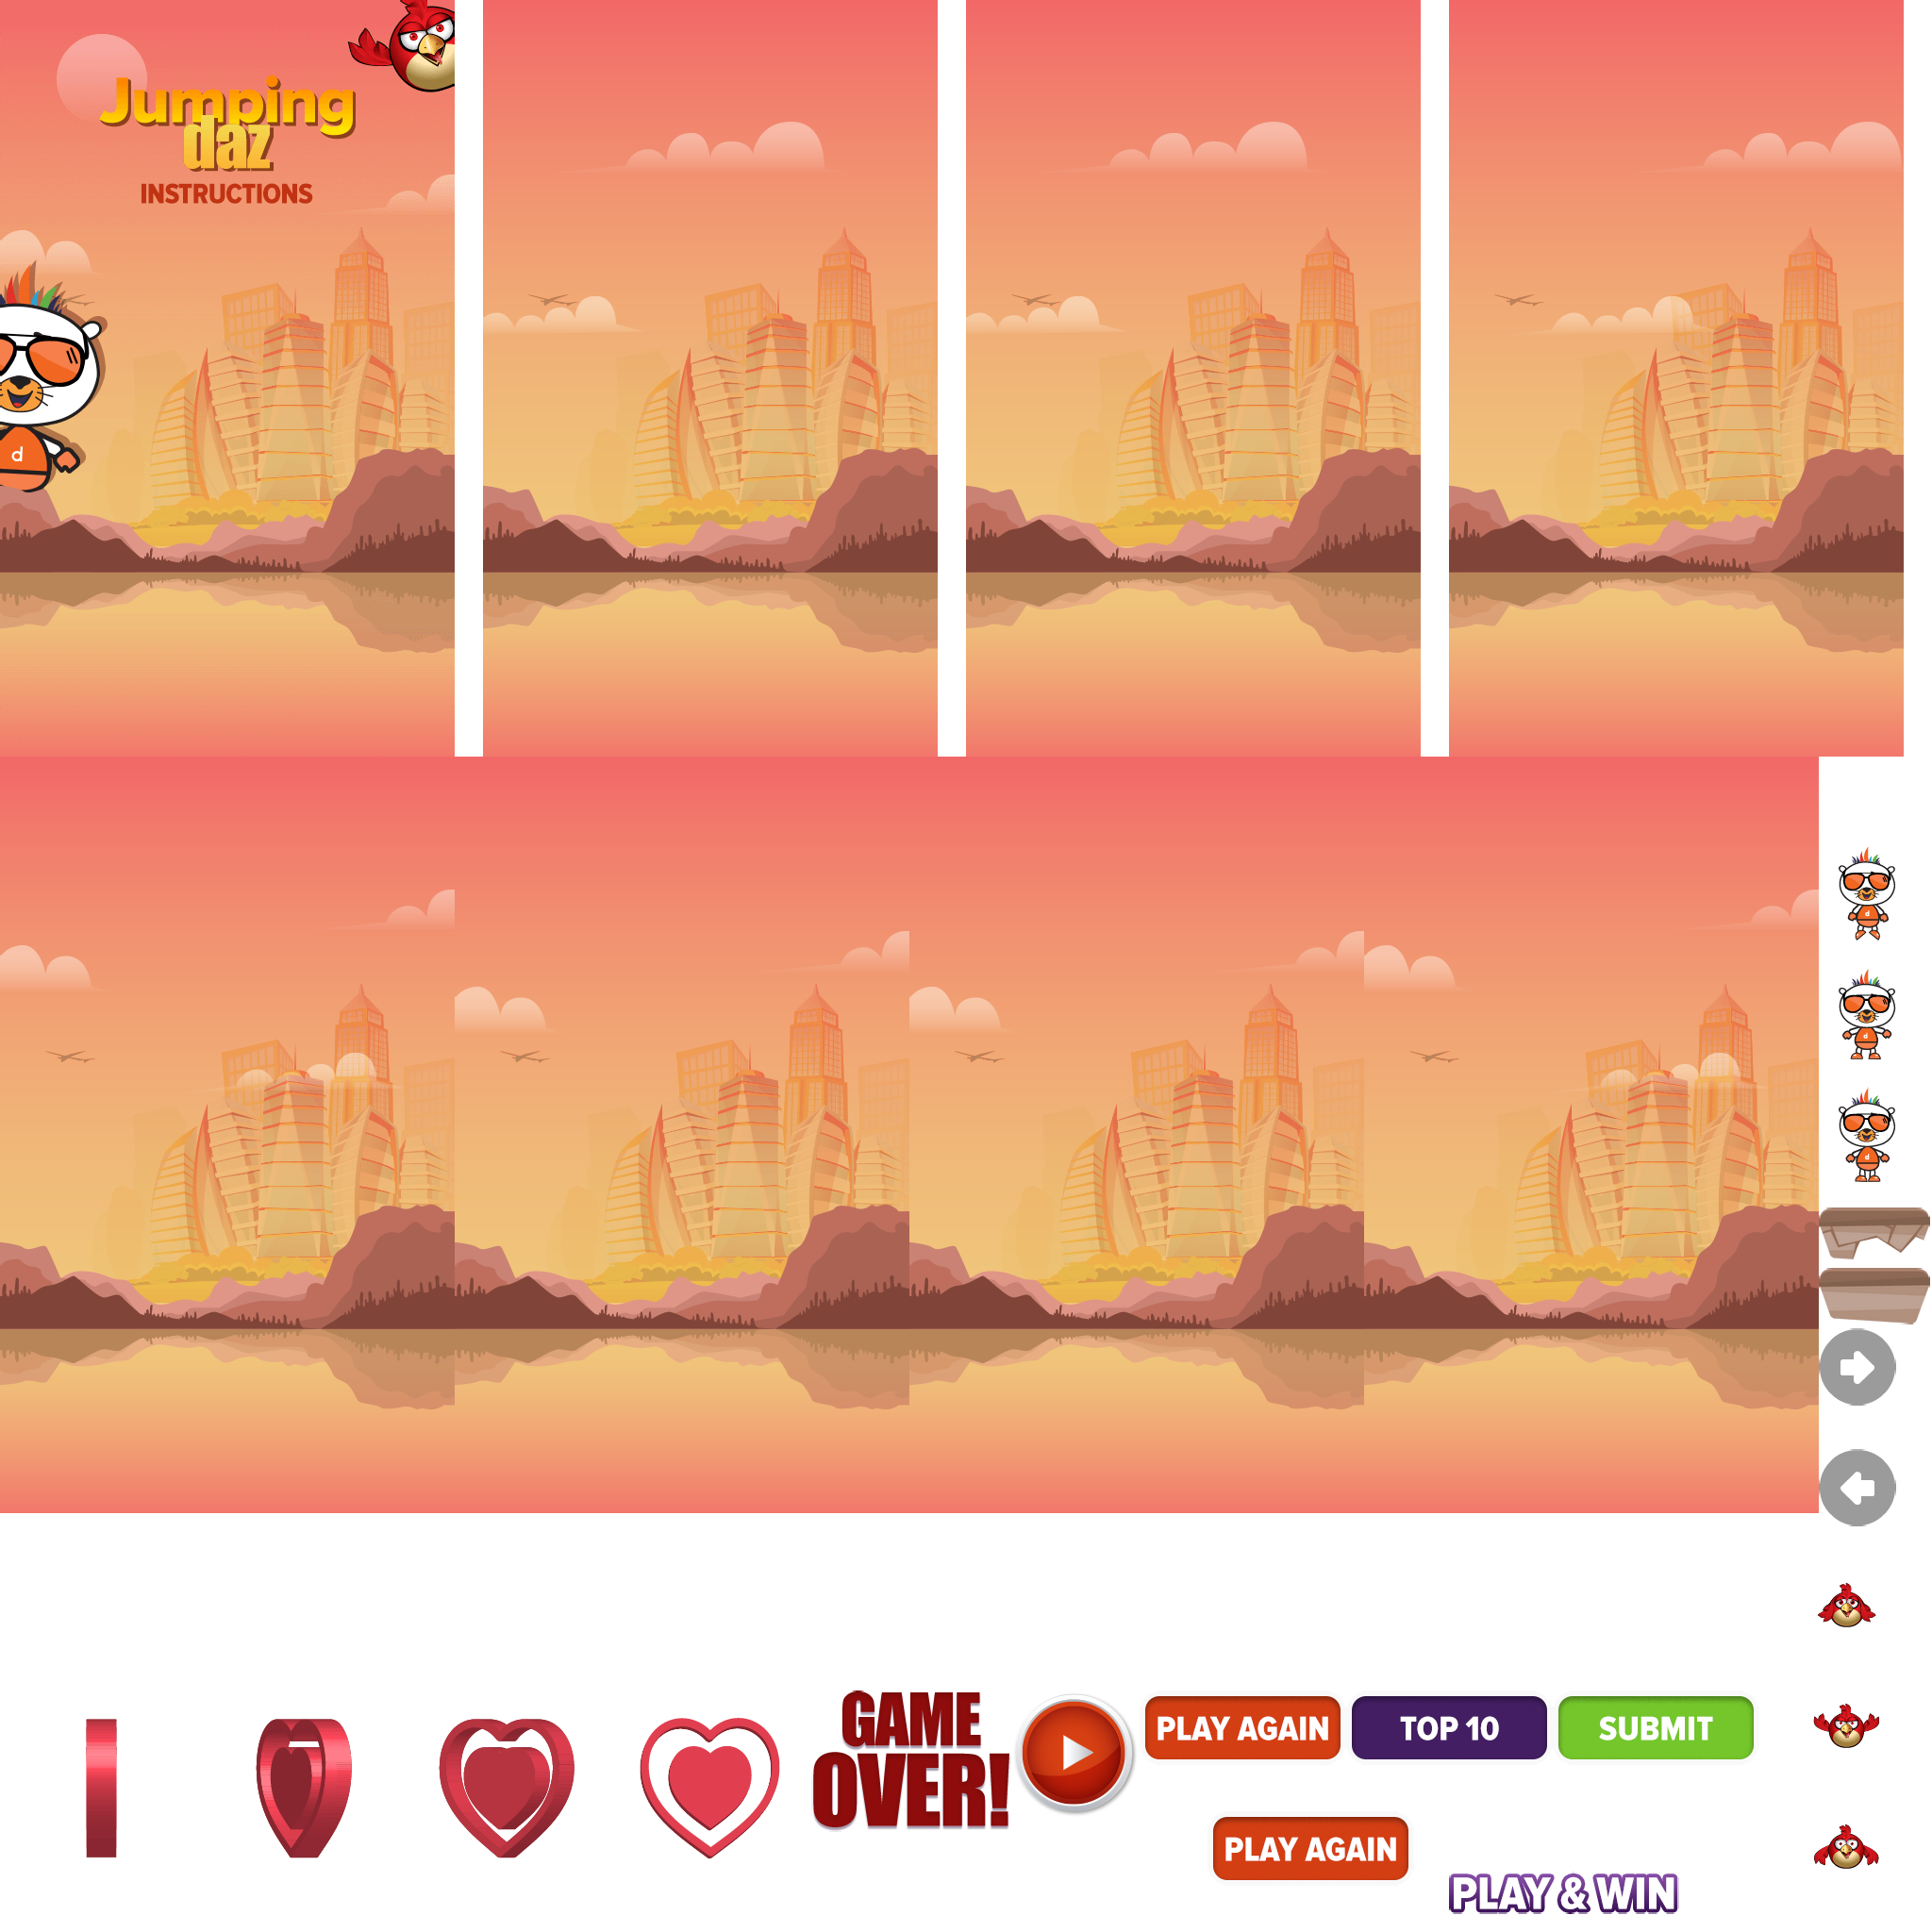 Jumping
daz
INSTRUCTIONS
d
d
d
d
GAME
OVER!
PLAY AGAIN
TOP 10
SUBMIT
PLAY AGAIN
PLAY & WIN